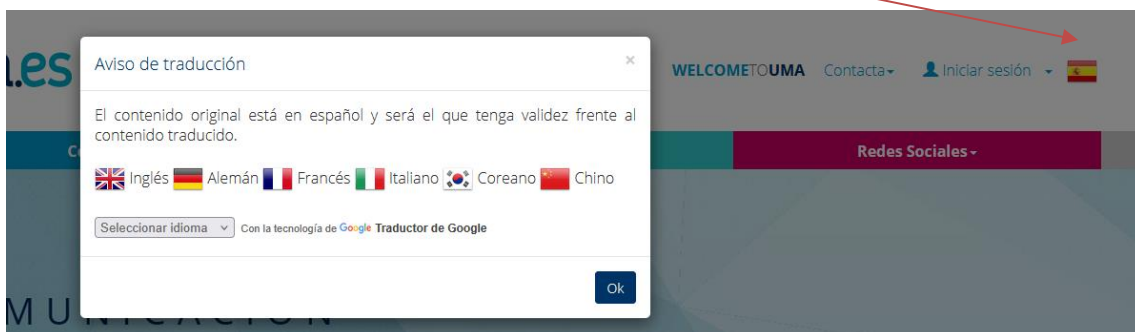 .es
Aviso de traducción ×
WELCOMETOUMA Contacta Iniciar sesión
El contenido original está en español y será el que tenga validez frente al
contenido traducido.
Redes Sociales
Inglés Alemán Francés Italiano Coreano Chino
Seleccionar idioma Con la tecnología de Google Traductor de Google
Ok
MUNICACIÓN